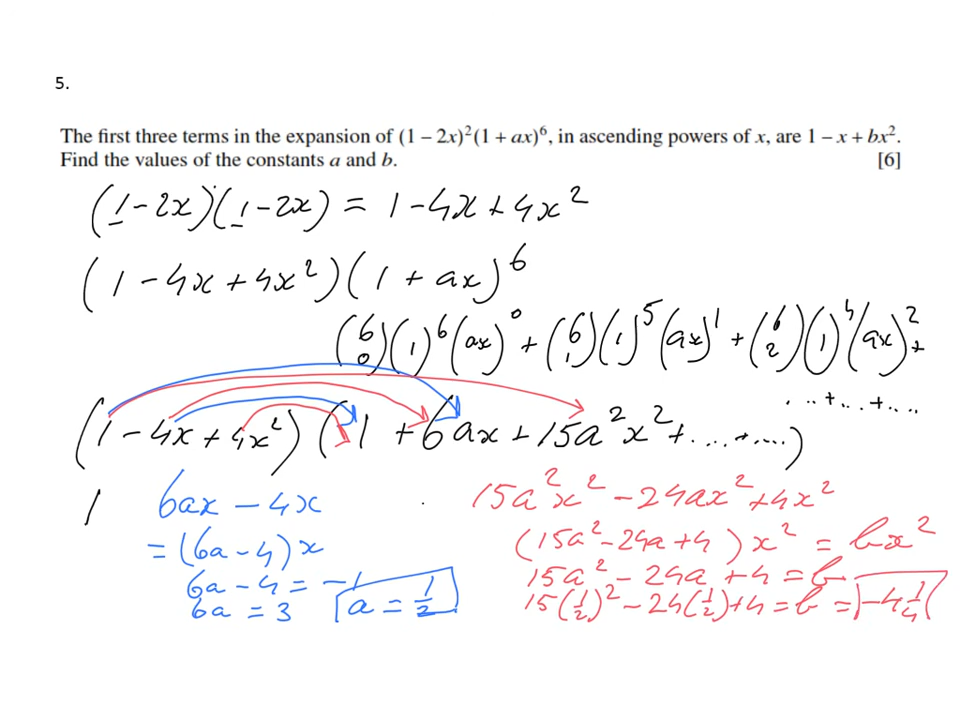 5.
The first three terms in the expansion of (1 − 2x)²(1 + ax)⁶, in ascending powers of x, are 1 − x + bx².
Find the values of the constants a and b. [6]
(1-2x)(1-2x) = 1-4x+4x²
(1-4x+4x²)(1+ax)⁶
(6 0)(1)⁶(ax)⁰ + (6 1)(1)⁵(ax)¹ + (6 2)(1)⁴(ax)² +
...+...+....
(1-4x+4x²)(1+6ax+15a²x²+....+....)
1 6ax-4x 15a²x²-24ax²+4x²
=(6a-4)x (15a²-24a+4)x² = bx²
6a-4=-1 15a²-24a+4=b
6a=3 a=1/2 15(1/2)²-24(1/2)+4=b=-4 1/4